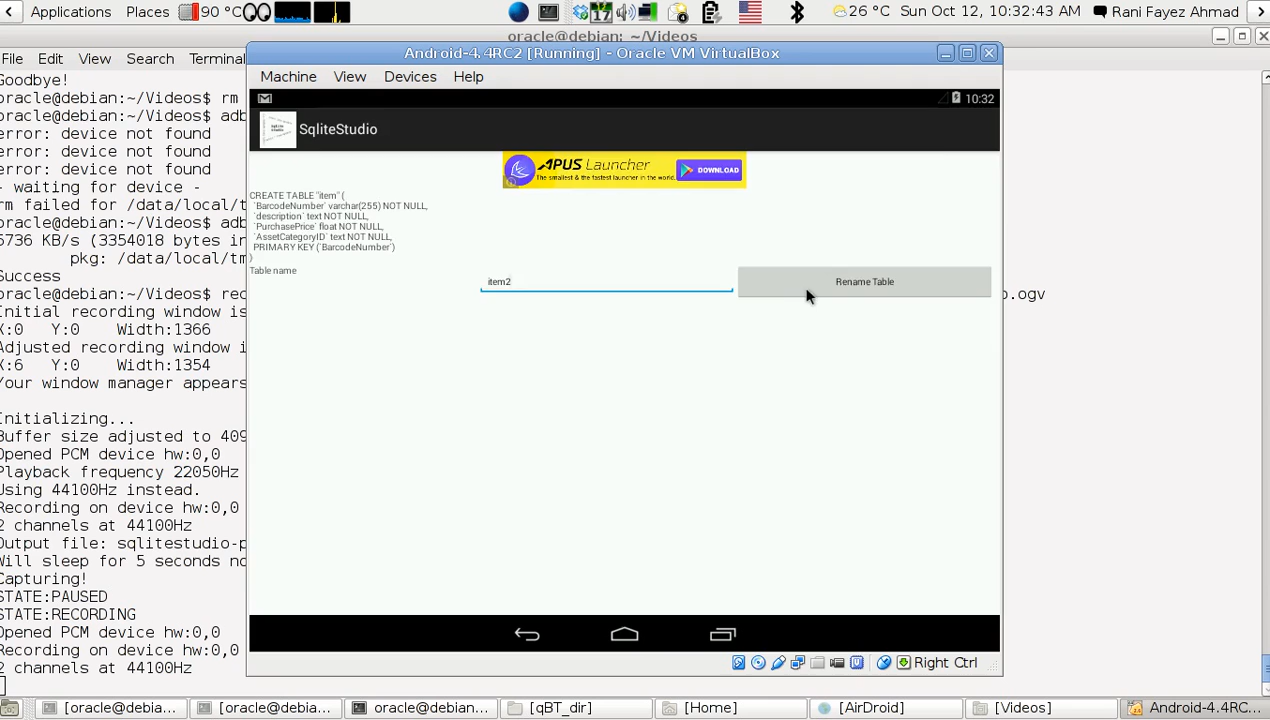 Applications Places 90 °C 17 26 °C Sun Oct 12, 10:32:43 AM Rani Fayez Ahmad
oracle@debian: ~/Videos
File Edit View Search Terminal
Goodbye!
oracle@debian:~/Videos$ rm
oracle@debian:~/Videos$ adb
error: device not found
error: device not found
error: device not found
- waiting for device -
rm failed for /data/local/t
oracle@debian:~/Videos$ adb
5736 KB/s (3354018 bytes in
pkg: /data/local/tm
Success
oracle@debian:~/Videos$ rec
o.ogv
Initial recording window is
X:0 Y:0 Width:1366
Adjusted recording window i
X:6 Y:0 Width:1354
Your window manager appears
Initializing...
Buffer size adjusted to 409
Opened PCM device hw:0,0
Playback frequency 22050Hz
Using 44100Hz instead.
Recording on device hw:0,0
2 channels at 44100Hz
Output file: sqlitestudio-p
Will sleep for 5 seconds no
Capturing!
STATE:PAUSED
STATE:RECORDING
Opened PCM device hw:0,0
Recording on device hw:0,0
2 channels at 44100Hz
Android-4.4RC2 [Running] - Oracle VM VirtualBox
Machine View Devices Help
10:32
SqliteStudio
APUS Launcher
The smallest & the fastest launcher in the world.
DOWNLOAD
CREATE TABLE "item" (
`BarcodeNumber` varchar(255) NOT NULL,
`description` text NOT NULL,
`PurchasePrice` float NOT NULL,
`AssetCategoryID` text NOT NULL,
PRIMARY KEY (`BarcodeNumber`)
)
Table name
item2
Rename Table
Right Ctrl
[oracle@debia... [oracle@debia... oracle@debia... [qBT_dir] [Home] [AirDroid] [Videos] Android-4.4RC...